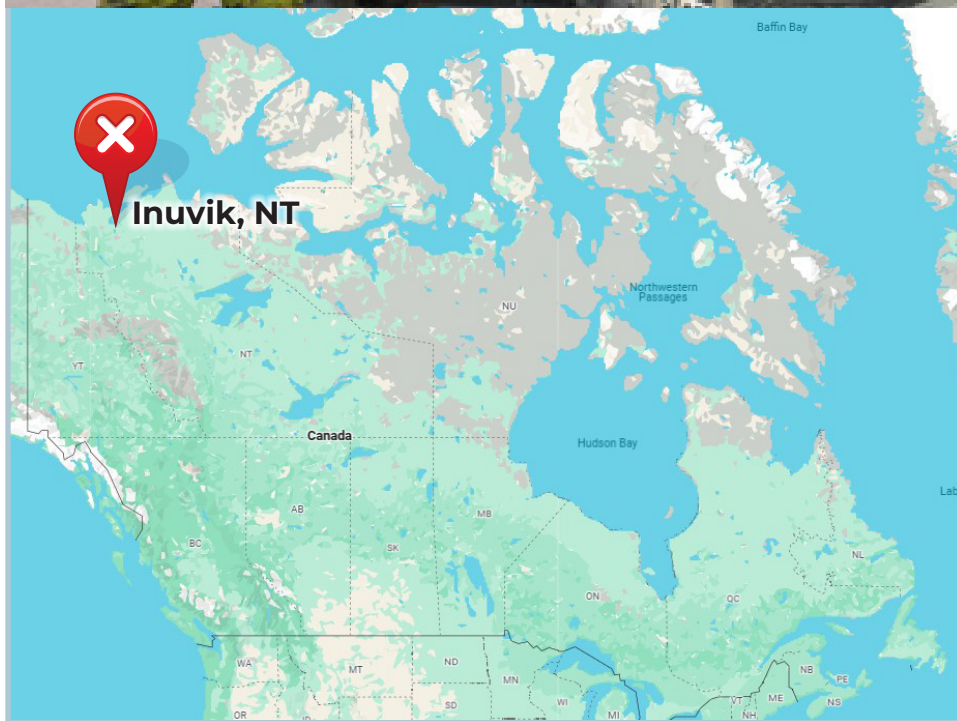 Baffin Bay
Inuvik, NT
Northwestern
Passages
NU
NT
YT
Canada
Hudson Bay
AB
BC
SK
MB
ON
QC
NL
Lab
WA
MT
ND
MN
SD
WI
MI
OR
ID
VT
NH
ME
NB
PE
NS